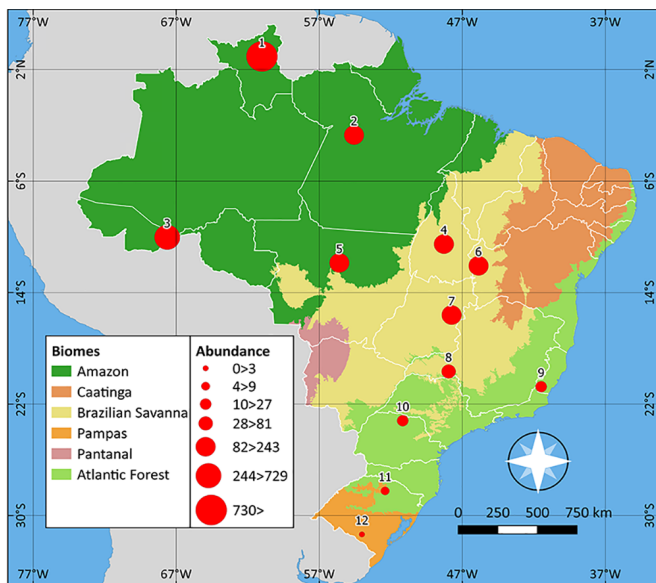 77°W 67°W 57°W 47°W 37°W
2°N 2°N
6°S 6°S
14°S 14°S
22°S 22°S
30°S 30°S
1
2
3
4
5
6
7
8
9
10
11
12
Biomes
Amazon
Caatinga
Brazilian Savanna
Pampas
Pantanal
Atlantic Forest
Abundance
0>3
4>9
10>27
28>81
82>243
244>729
730>
0 250 500 750 km
77°W 67°W 57°W 47°W 37°W